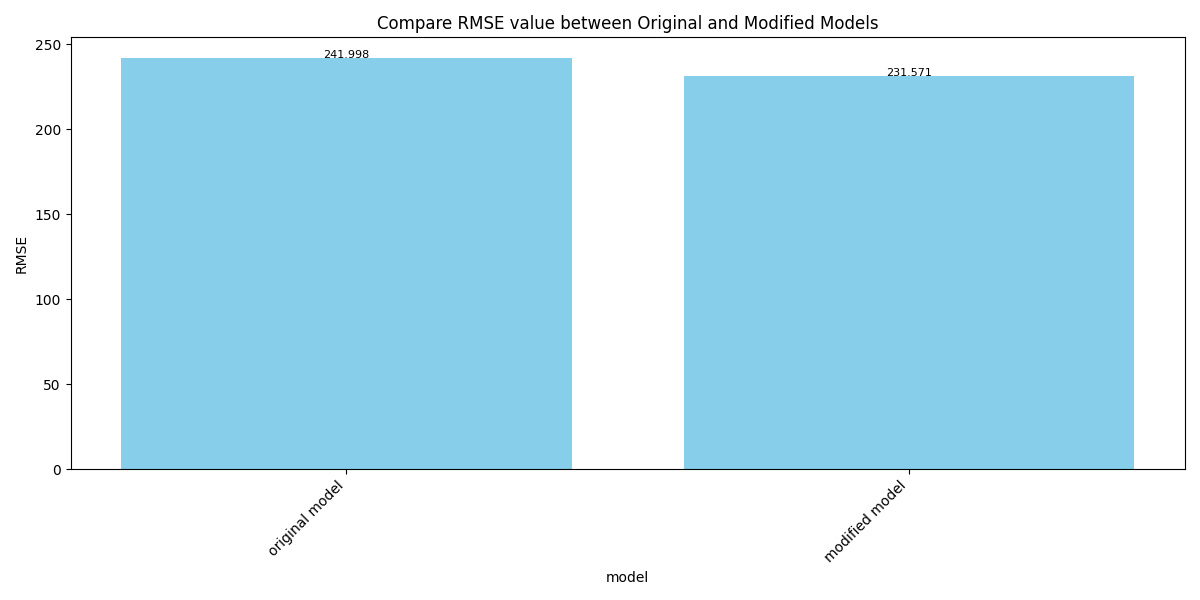 Compare RMSE value between Original and Modified Models
250
200
150
100
50
0
RMSE
241.998
231.571
original model
modified model
model